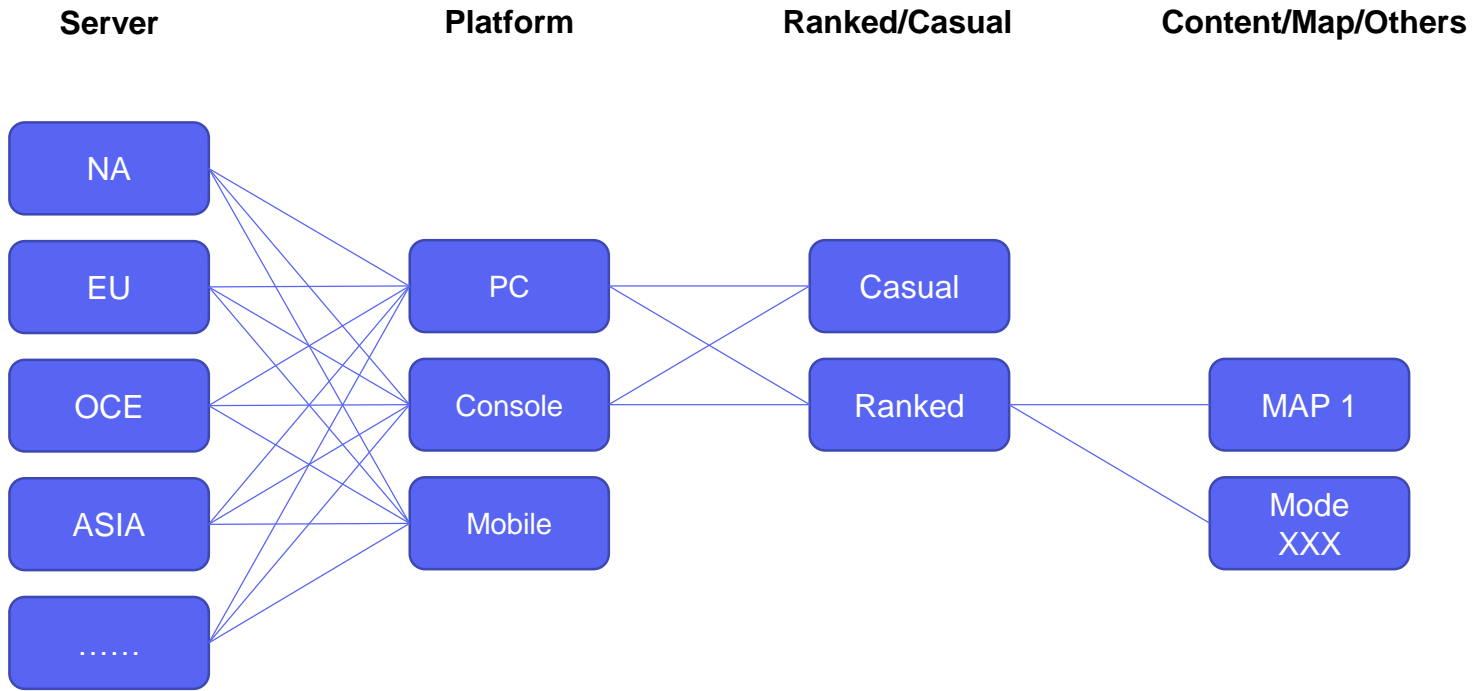 Server
Platform
Ranked/Casual
Content/Map/Others
NA
EU
OCE
ASIA
……
PC
Console
Mobile
Casual
Ranked
MAP 1
Mode
XXX